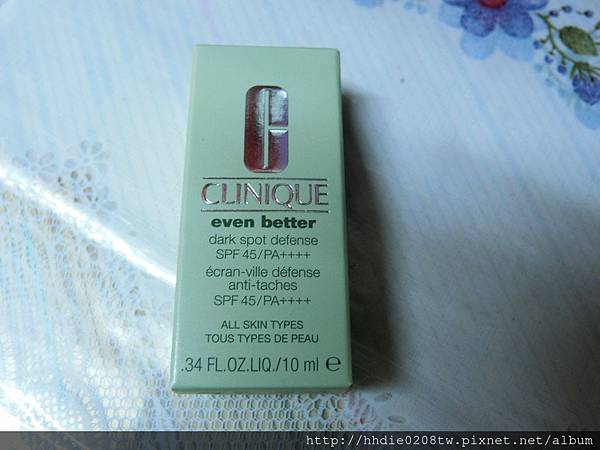 CLINIQUE
even better
dark spot defense
SPF 45/PA++++
écran-ville défense
anti-taches
SPF 45/PA++++
ALL SKIN TYPES
TOUS TYPES DE PEAU
.34 FL.OZ.LIQ./10 ml ℮
http://hhdie0208tw.pixnet.net/album